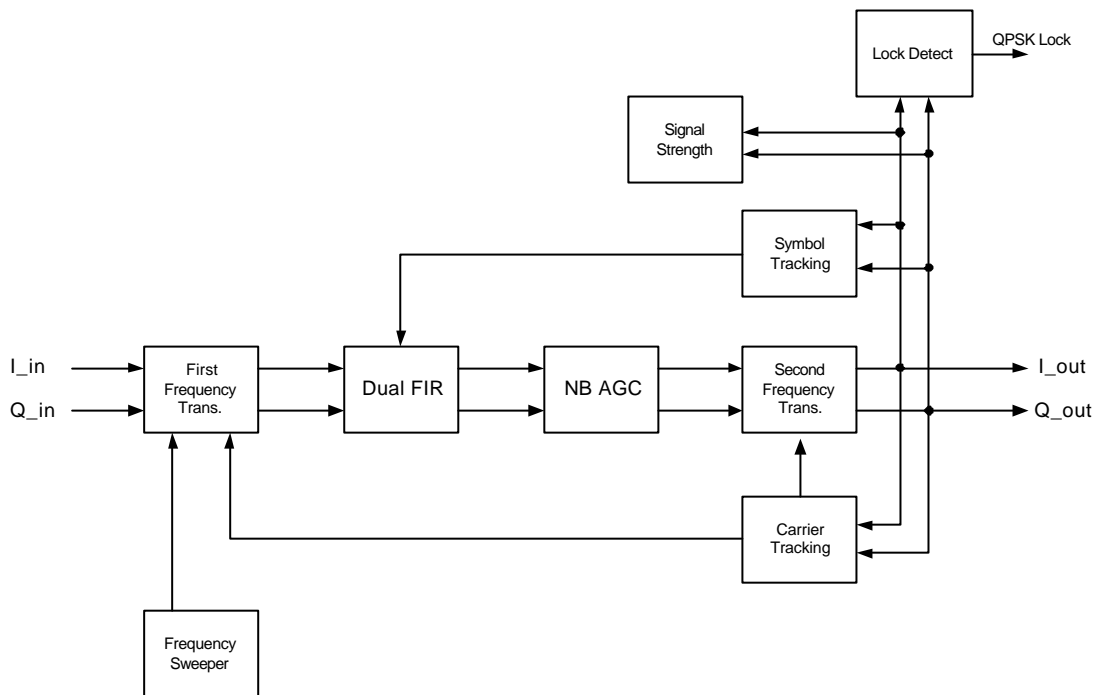 Lock Detect
QPSK Lock
Signal
Strength
Symbol
Tracking
I_in
Q_in
First
Frequency
Trans.
Dual FIR
NB AGC
Second
Frequency
Trans.
I_out
Q_out
Carrier
Tracking
Frequency
Sweeper